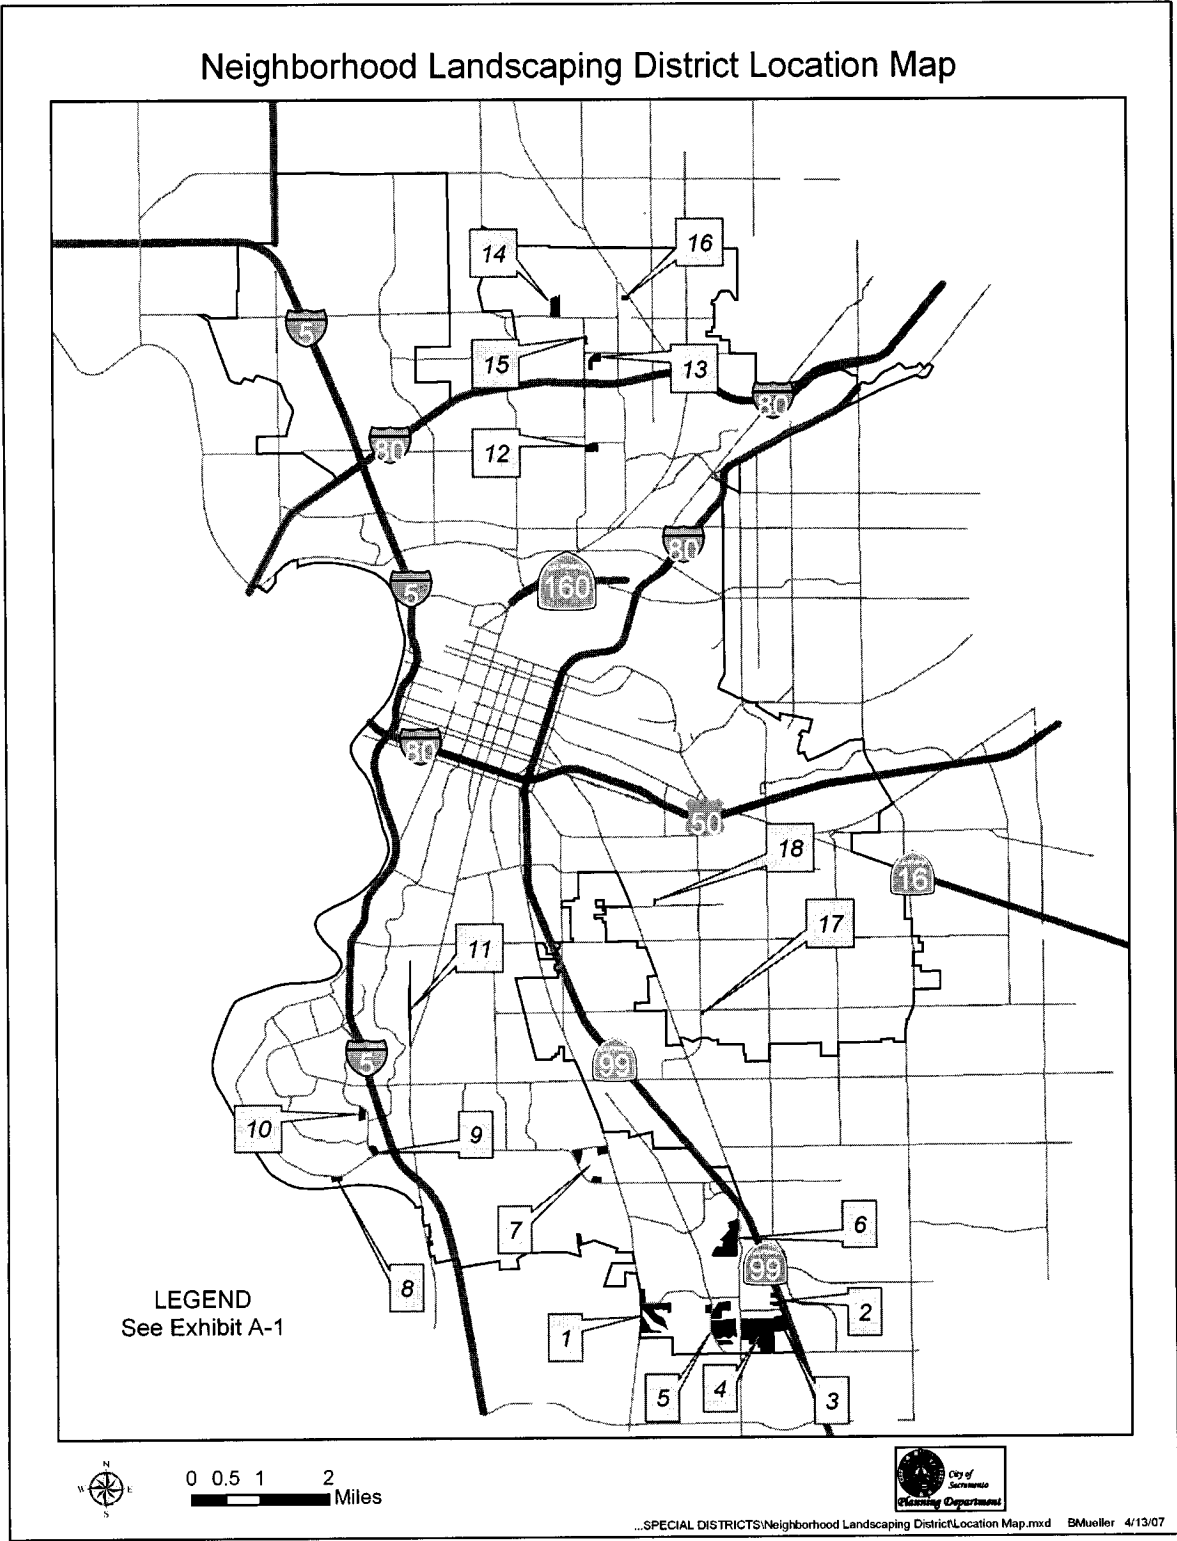 Neighborhood Landscaping District Location Map
16
14
5
15
13
80
80
12
80
5
160
80
50
18
16
17
11
99
5
10
9
7
6
8
99
LEGEND
See Exhibit A-1
2
1
5
4
3
N
W E
S
0 0.5 1 2
Miles
City of
Sacramento
Planning Department
...SPECIAL DISTRICTS\Neighborhood Landscaping District\Location Map.mxd BMueller 4/13/07